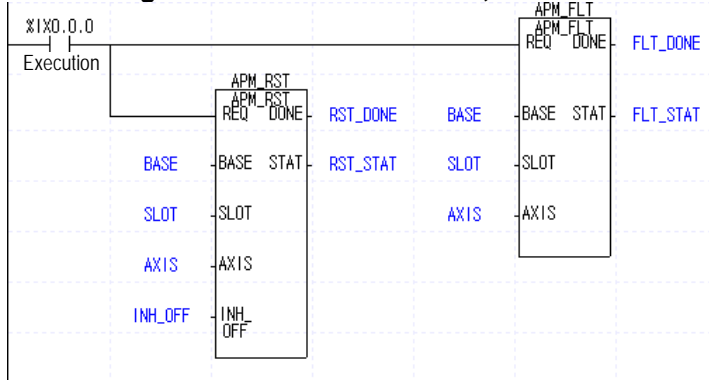 APM_FLT
%IX0.0.0
APM_FLT
REQ DONE FLT_DONE
Execution
APM_RST
APM_RST
REQ DONE RST_DONE BASE BASE STAT FLT_STAT
BASE BASE STAT RST_STAT SLOT SLOT
SLOT SLOT AXIS AXIS
AXIS AXIS
INH_OFF INH_
OFF